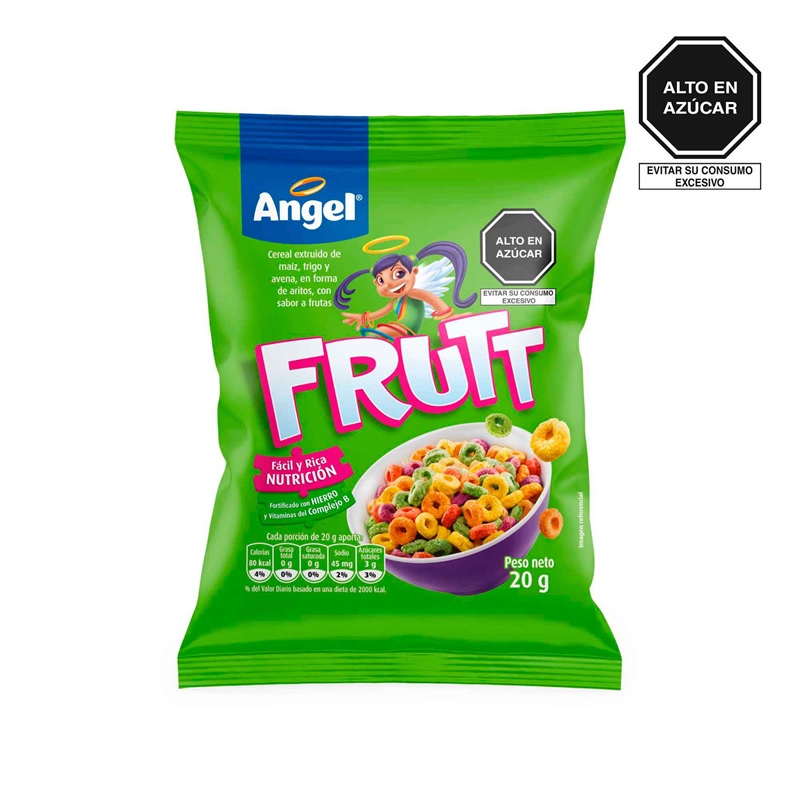 ALTO EN
AZÚCAR
EVITAR SU CONSUMO
EXCESIVO
Angel®
Cereal extruido de
maíz, trigo y
avena, en forma
de aritos, con
sabor a frutas
ALTO EN
AZÚCAR
EVITAR SU CONSUMO
EXCESIVO
FRUTT
Fácil y Rica
NUTRICIÓN
Fortificado con HIERRO
y Vitaminas del Complejo B
Cada porción de 20 g aporta
Calorías
80 kcal
4%
Grasa
total
0 g
0%
Grasa
saturada
0 g
0%
Sodio
45 mg
2%
Azúcares
totales
3 g
3%
% del Valor Diario basado en una dieta de 2000 kcal.
Peso neto
20 g
Imagen referencial